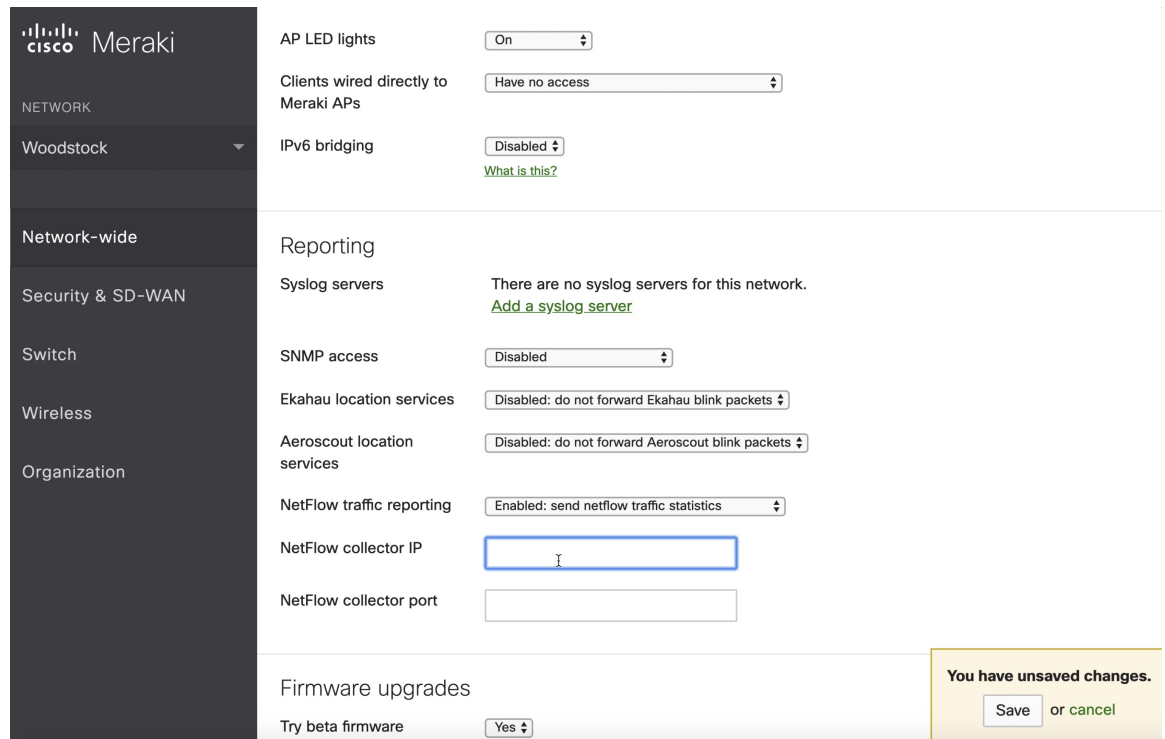 cisco Meraki
NETWORK
Woodstock
Network-wide
Security & SD-WAN
Switch
Wireless
Organization
AP LED lights
On
Clients wired directly to
Meraki APs
Have no access
IPv6 bridging
Disabled
What is this?
Reporting
Syslog servers
There are no syslog servers for this network.
Add a syslog server
SNMP access
Disabled
Ekahau location services
Disabled: do not forward Ekahau blink packets
Aeroscout location
services
Disabled: do not forward Aeroscout blink packets
NetFlow traffic reporting
Enabled: send netflow traffic statistics
NetFlow collector IP
NetFlow collector port
Firmware upgrades
Try beta firmware
Yes
You have unsaved changes.
Save or cancel